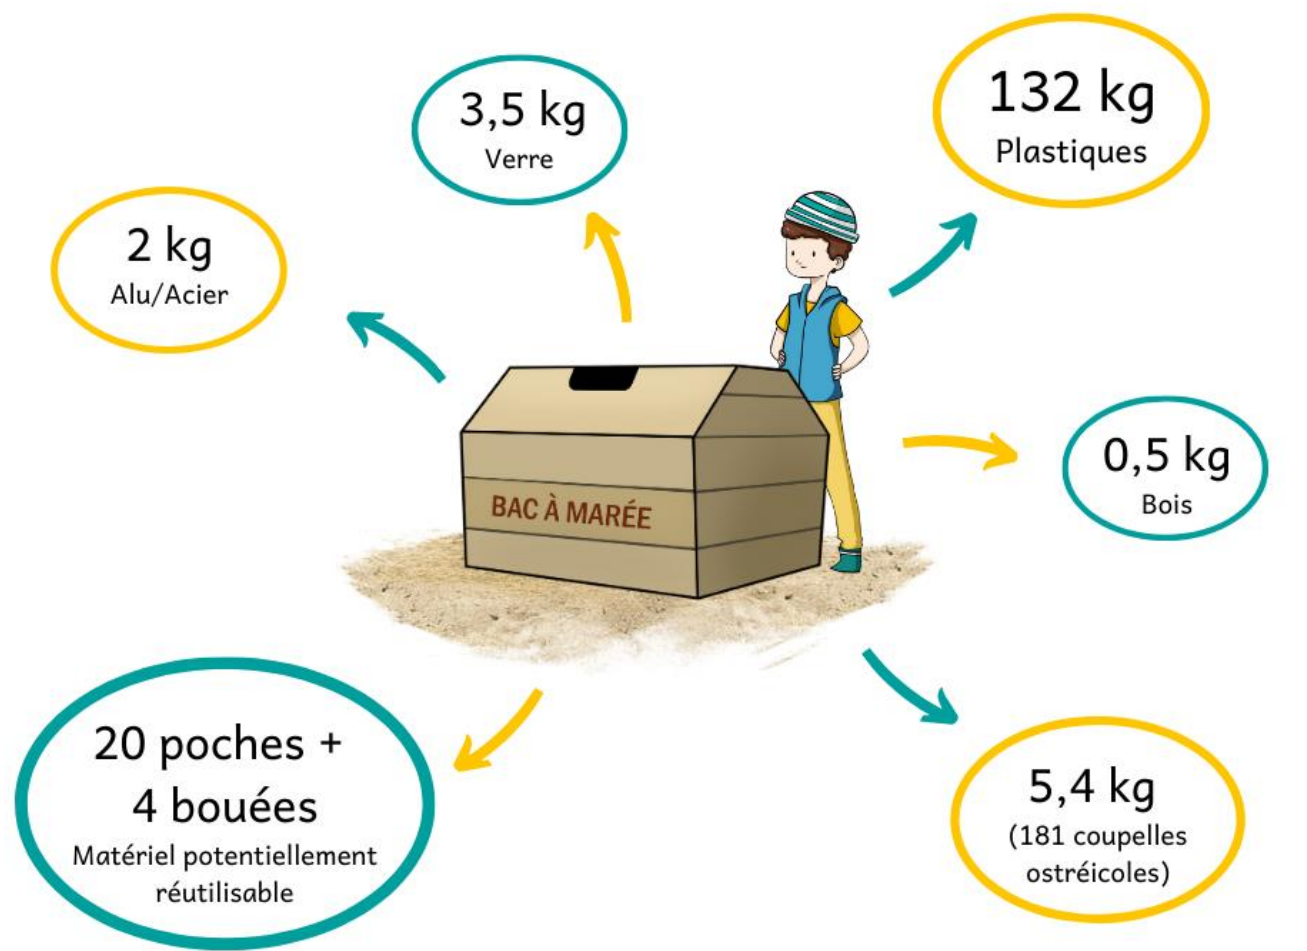 132 kg
Plastiques
3,5 kg
Verre
2 kg
Alu/Acier
0,5 kg
Bois
BAC À MARÉE
20 poches +
4 bouées
Matériel potentiellement
réutilisable
5,4 kg
(181 coupelles
ostréicoles)